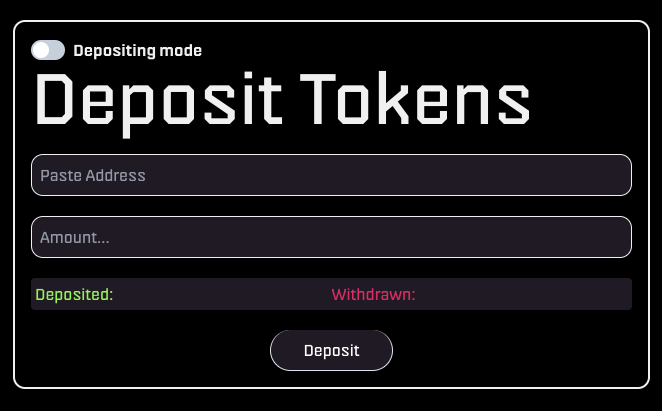 Depositing mode
Deposit Tokens
Paste Address
Amount...
Deposited: Withdrawn:
Deposit